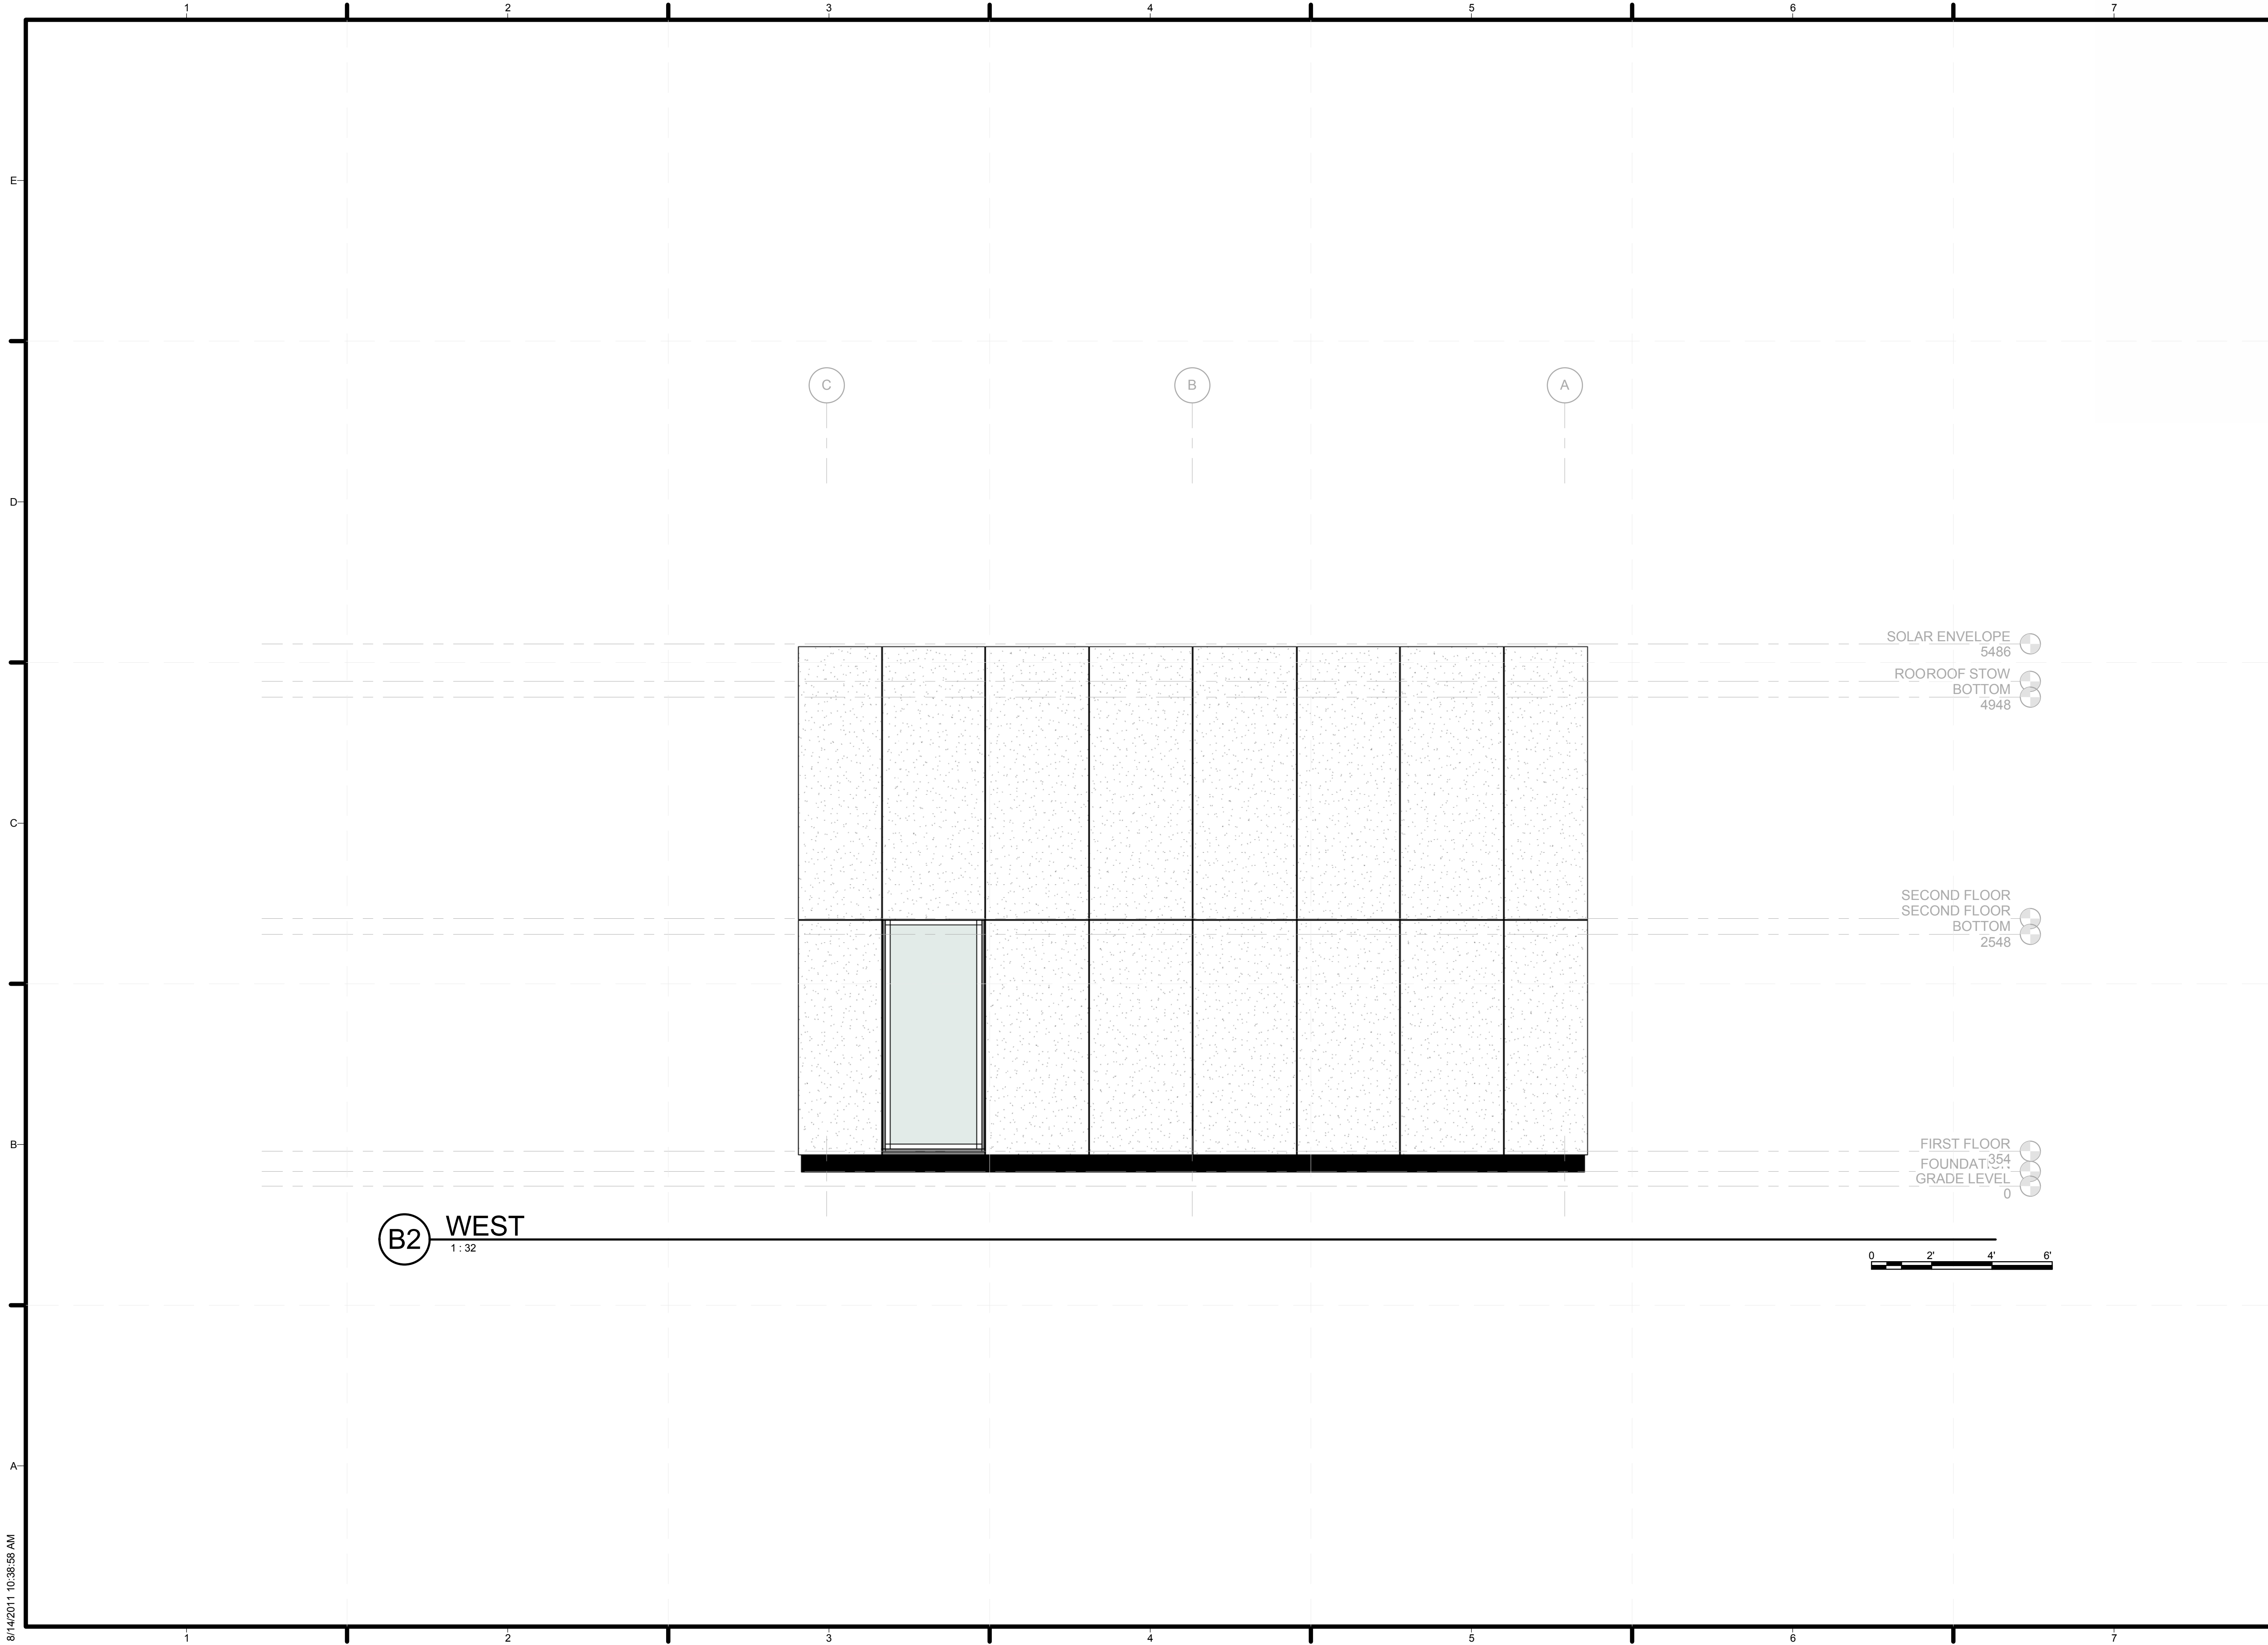 1 2 3 4 5 6 7
E
D
C B A
SOLAR ENVELOPE
5486
ROOROOF STOW
BOTTOM
4948
C
SECOND FLOOR
SECOND FLOOR
BOTTOM
2548
B
FIRST FLOOR
354
GRADE LEVEL
0
B2 WEST
1 : 32
0 2' 4' 6'
A
8/14/2011 10:38:58 AM
1 2 3 4 5 6 7